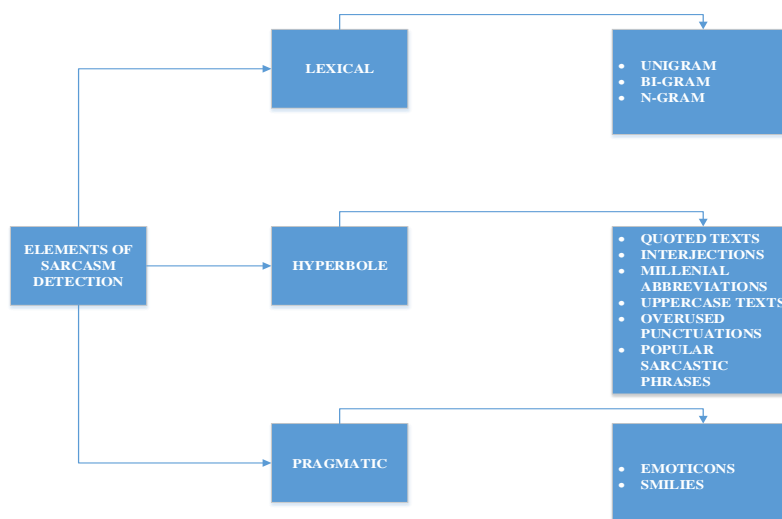 LEXICAL
• UNIGRAM
• BI-GRAM
• N-GRAM
ELEMENTS OF
SARCASM
DETECTION
HYPERBOLE
• QUOTED TEXTS
• INTERJECTIONS
• MILLENIAL
ABBREVIATIONS
• UPPERCASE TEXTS
• OVERUSED
PUNCTUATIONS
• POPULAR
SARCASTIC
PHRASES
PRAGMATIC
• EMOTICONS
• SMILIES